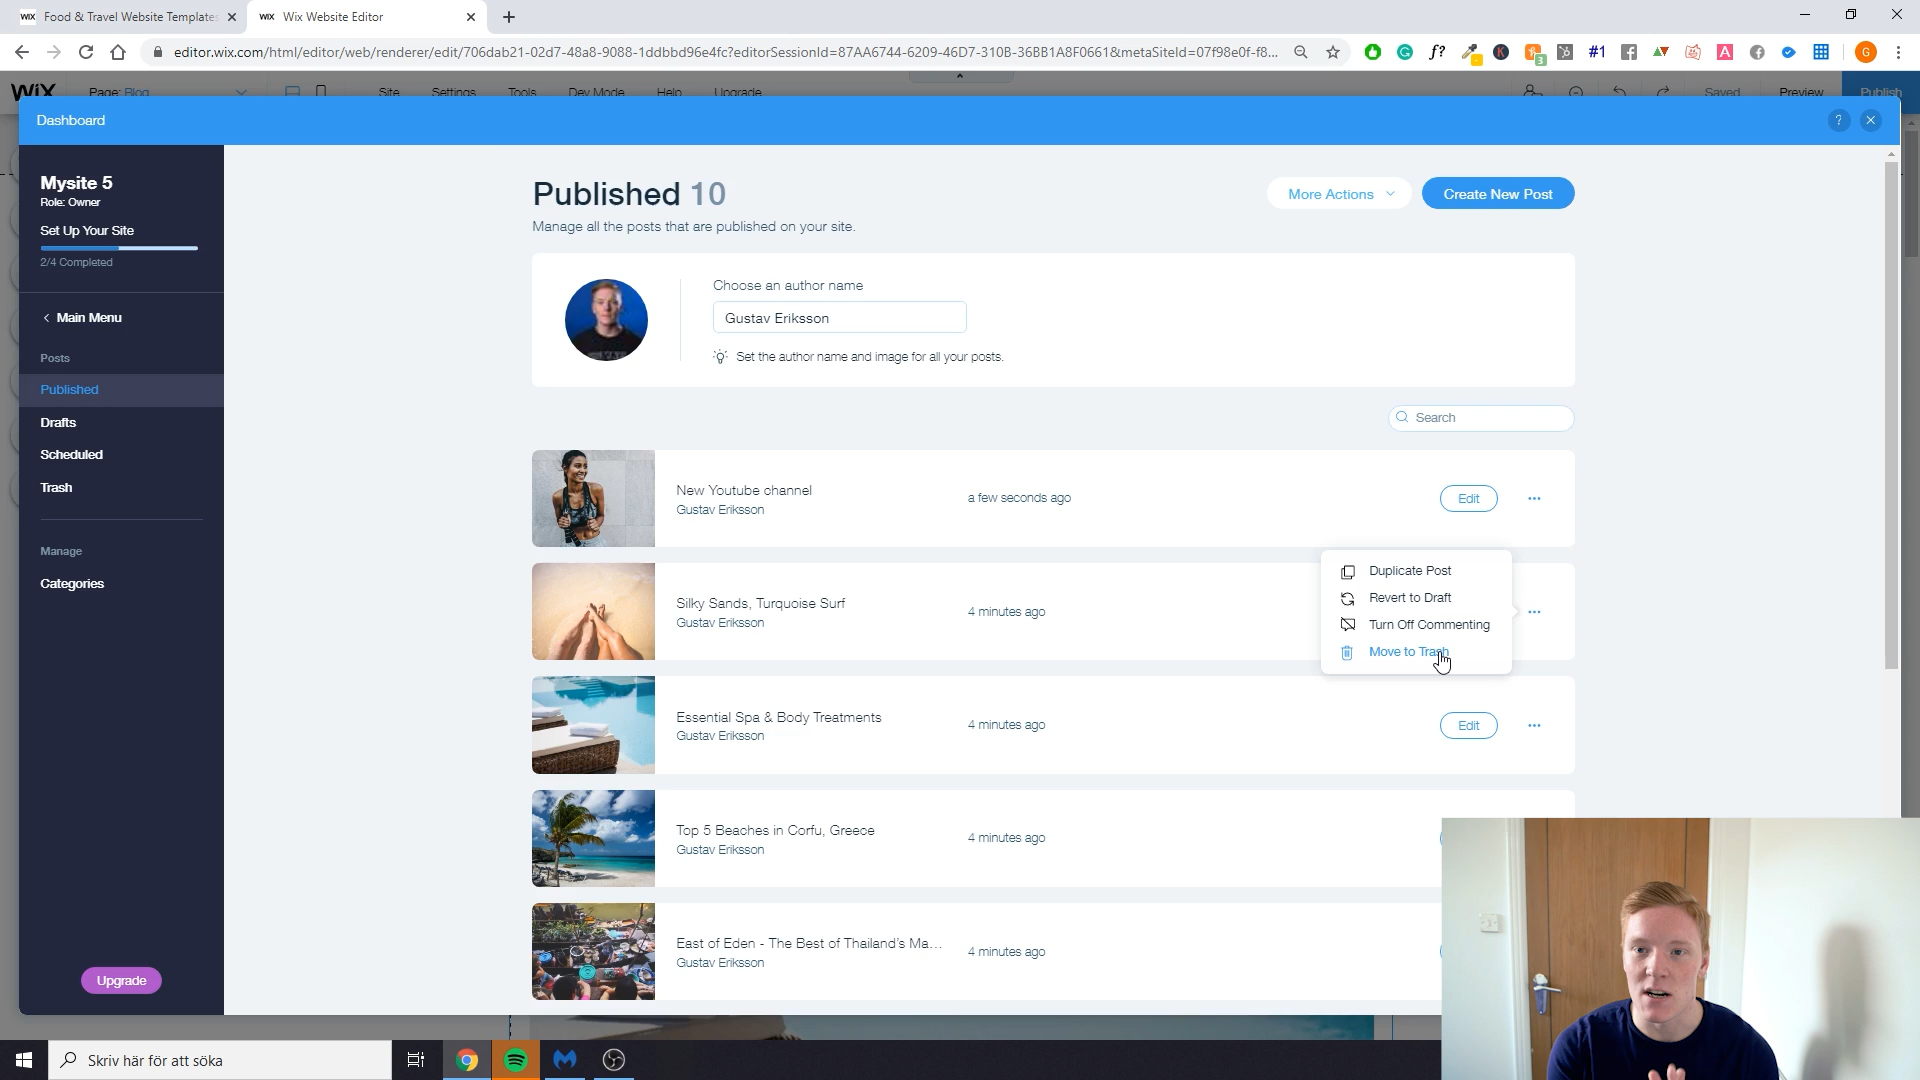 WiX Food & Travel Website Templates
WiX Wix Website Editor
editor.wix.com/html/editor/web/renderer/edit/706dab21-02d7-48a8-9088-1ddbbd96e4fc?editorSessionId=87AA6744-6209-46D7-310B-36BB1A8F0661&metaSiteId=07f98e0f-f8...
f?
K
3
#1
A
G
WiX
Page: Blog
Site
Settings
Tools
Dev Mode
Help
Upgrade
Saved
Preview
Publish
Dashboard
?
Mysite 5
Role: Owner
Set Up Your Site
2/4 Completed
Main Menu
Posts
Published
Drafts
Scheduled
Trash
Manage
Categories
Upgrade
Published 10
Manage all the posts that are published on your site.
More Actions
Create New Post
Choose an author name
Gustav Eriksson
Set the author name and image for all your posts.
Search
New Youtube channel
Gustav Eriksson
a few seconds ago
Edit
Silky Sands, Turquoise Surf
Gustav Eriksson
4 minutes ago
Duplicate Post
Revert to Draft
Turn Off Commenting
Move to Trash
Essential Spa & Body Treatments
Gustav Eriksson
4 minutes ago
Edit
Top 5 Beaches in Corfu, Greece
Gustav Eriksson
4 minutes ago
East of Eden - The Best of Thailand's Ma...
Gustav Eriksson
4 minutes ago
Skriv här för att söka